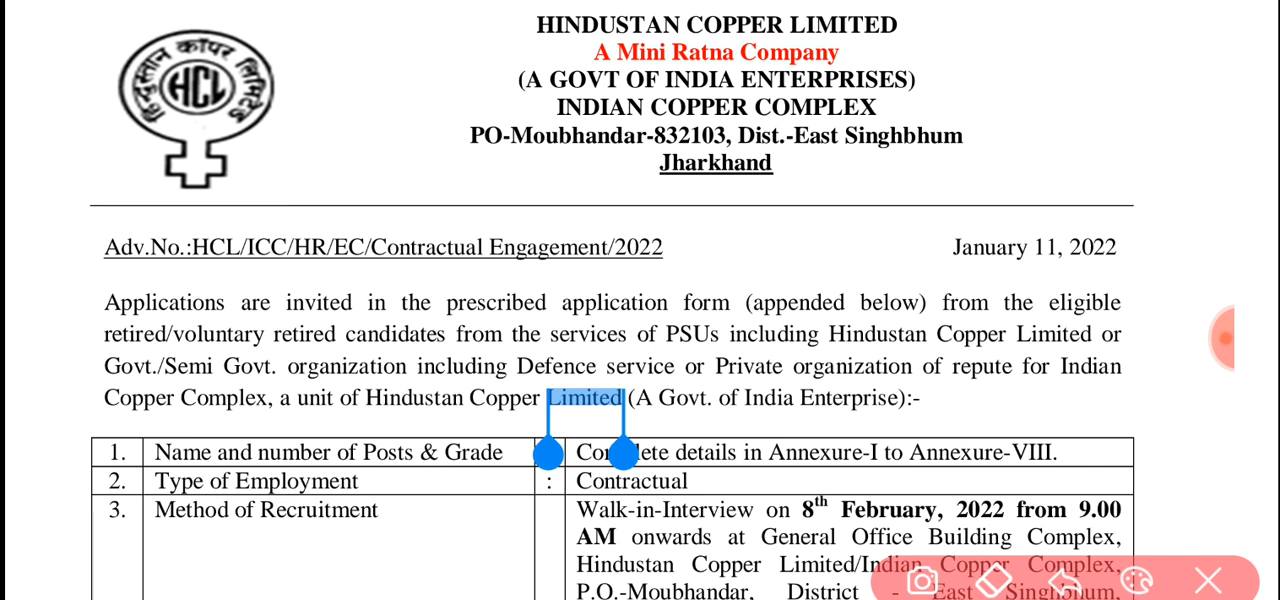 हिन्दुस्तान कॉपर लिमिटेड
HCL
HINDUSTAN COPPER LIMITED
A Mini Ratna Company
(A GOVT OF INDIA ENTERPRISES)
INDIAN COPPER COMPLEX
PO-Moubhandar-832103, Dist.-East Singhbhum
Jharkhand
Adv.No.:HCL/ICC/HR/EC/Contractual Engagement/2022 January 11, 2022
Applications are invited in the prescribed application form (appended below) from the eligible
retired/voluntary retired candidates from the services of PSUs including Hindustan Copper Limited or
Govt./Semi Govt. organization including Defence service or Private organization of repute for Indian
Copper Complex, a unit of Hindustan Copper Limited (A Govt. of India Enterprise):-
1. Name and number of Posts & Grade Complete details in Annexure-I to Annexure-VIII.
2. Type of Employment : Contractual
3. Method of Recruitment Walk-in-Interview on 8th February, 2022 from 9.00
AM onwards at General Office Building Complex,
Hindustan Copper Limited/Indian Copper Complex,
P.O.-Moubhandar, District - East Singhbhum,